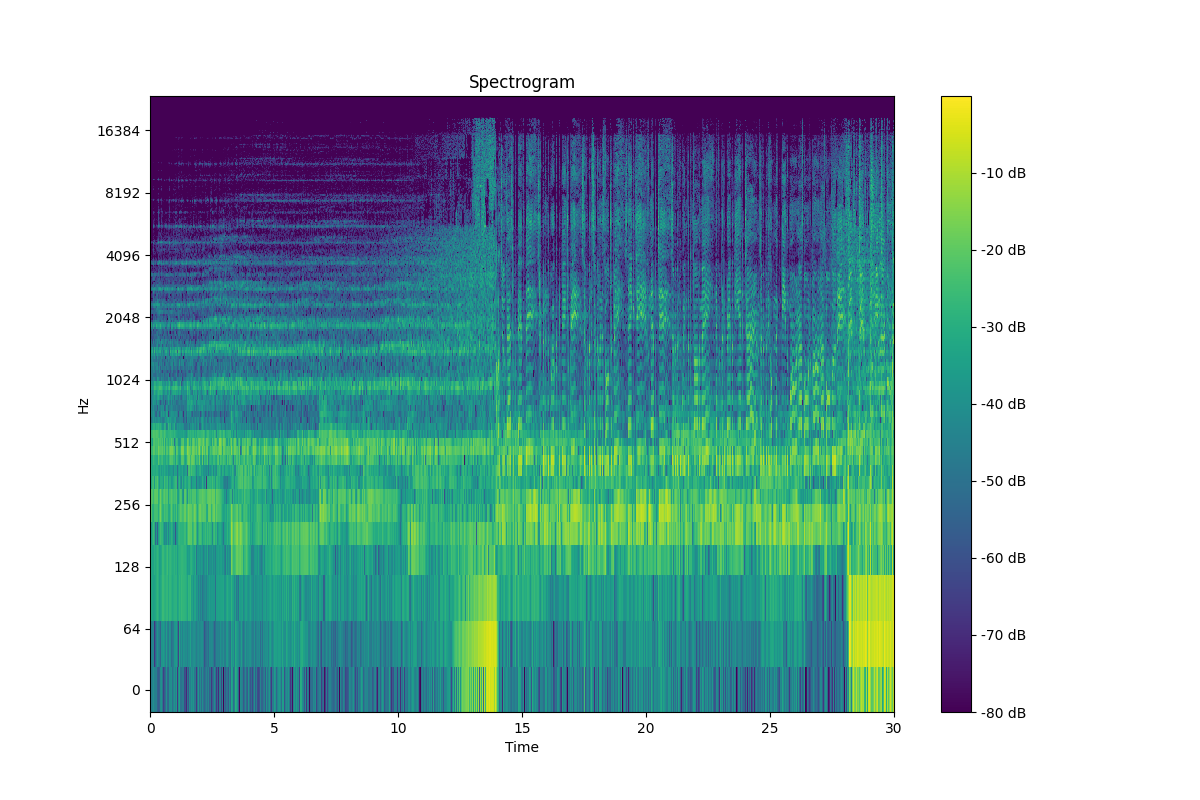 Spectrogram
16384
8192
4096
2048
1024
512
256
128
64
0
Hz
0 5 10 15 20 25 30
Time
-10 dB
-20 dB
-30 dB
-40 dB
-50 dB
-60 dB
-70 dB
-80 dB